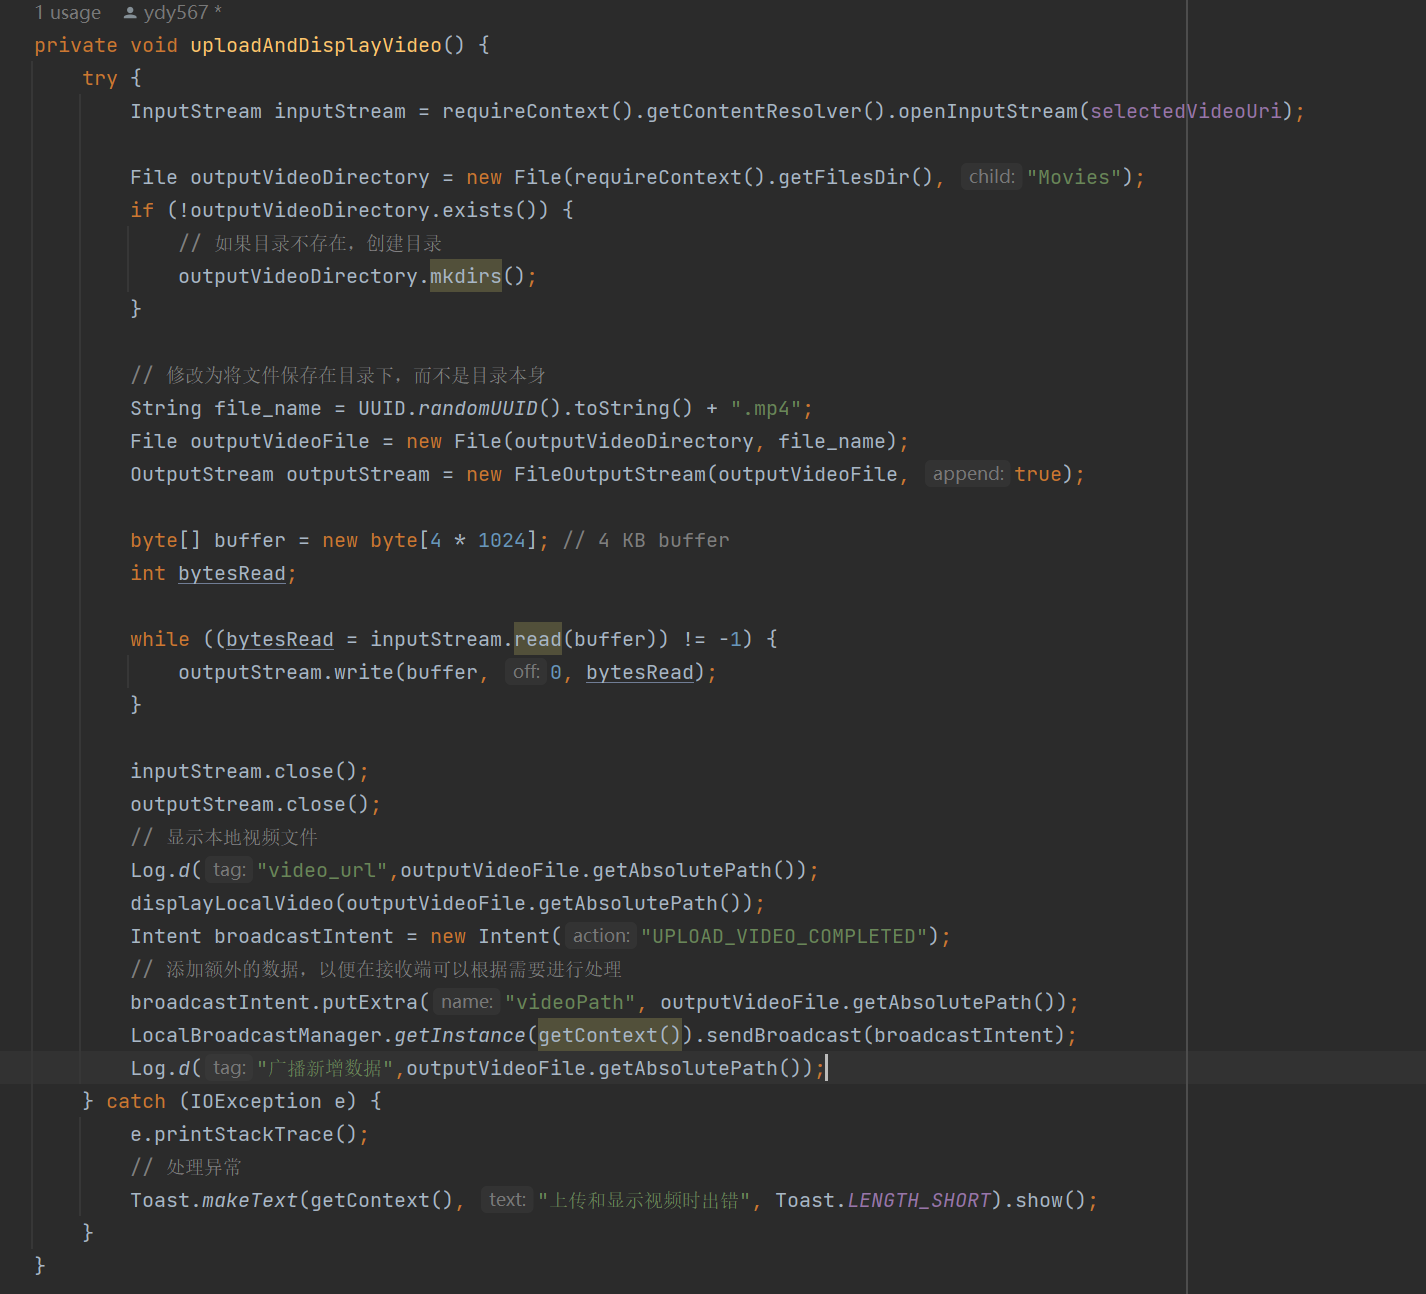 1 usage ydy567 *
private void uploadAndDisplayVideo() {
try {
InputStream inputStream = requireContext().getContentResolver().openInputStream(selectedVideoUri);
File outputVideoDirectory = new File(requireContext().getFilesDir(), child: "Movies");
if (!outputVideoDirectory.exists()) {
// 如果目录不存在，创建目录
outputVideoDirectory.mkdirs();
}
// 修改为将文件保存在目录下，而不是目录本身
String file_name = UUID.randomUUID().toString() + ".mp4";
File outputVideoFile = new File(outputVideoDirectory, file_name);
OutputStream outputStream = new FileOutputStream(outputVideoFile, append: true);
byte[] buffer = new byte[4 * 1024]; // 4 KB buffer
int bytesRead;
while ((bytesRead = inputStream.read(buffer)) != -1) {
outputStream.write(buffer, off: 0, bytesRead);
}
inputStream.close();
outputStream.close();
// 显示本地视频文件
Log.d( tag: "video_url",outputVideoFile.getAbsolutePath());
displayLocalVideo(outputVideoFile.getAbsolutePath());
Intent broadcastIntent = new Intent( action: "UPLOAD_VIDEO_COMPLETED");
// 添加额外的数据，以便在接收端可以根据需要进行处理
broadcastIntent.putExtra( name: "videoPath", outputVideoFile.getAbsolutePath());
LocalBroadcastManager.getInstance(getContext()).sendBroadcast(broadcastIntent);
Log.d( tag: "广播新增数据",outputVideoFile.getAbsolutePath());
} catch (IOException e) {
e.printStackTrace();
// 处理异常
Toast.makeText(getContext(), text: "上传和显示视频时出错", Toast.LENGTH_SHORT).show();
}
}